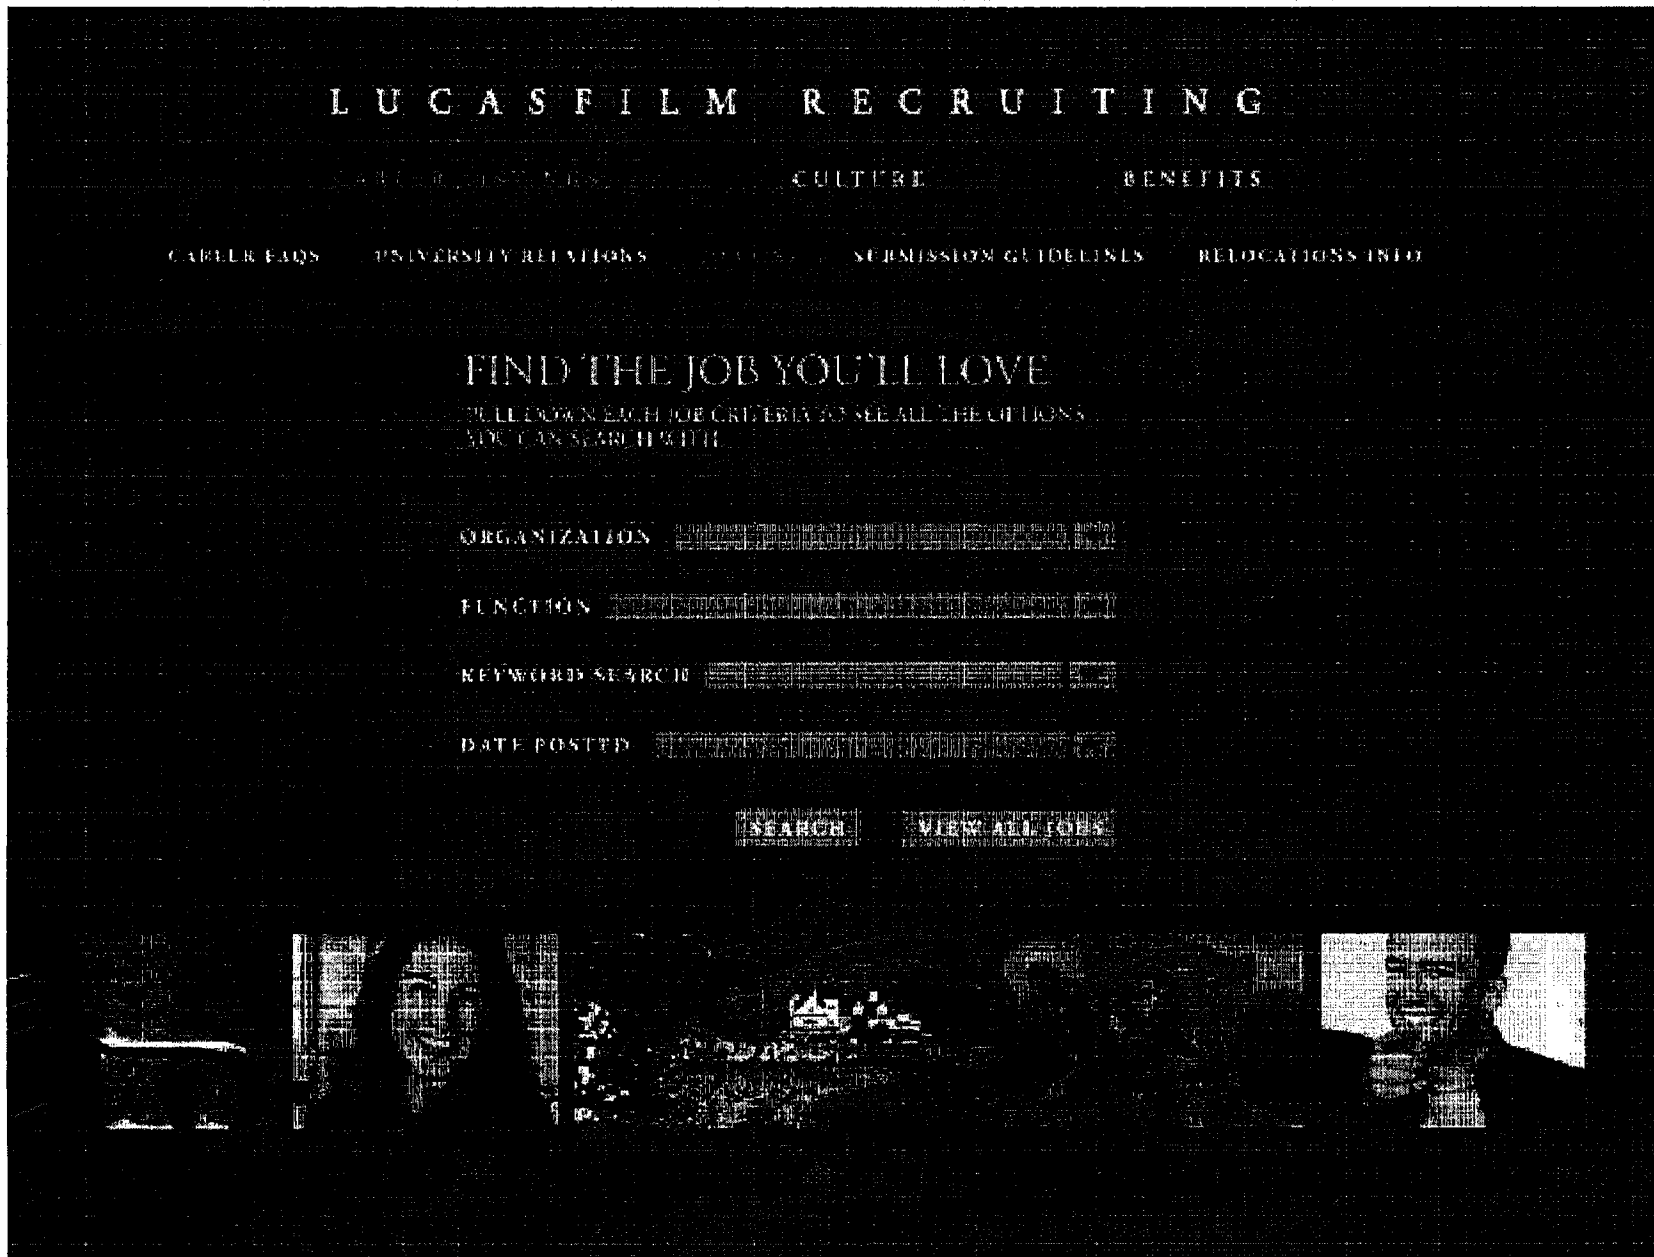 LUCASFILM RECRUITING
CULTURE BENEFITS
CAREER FAQS UNIVERSITY RELATIONS SUBMISSION GUIDELINES RELOCATIONS INFO
FIND THE JOB YOU'LL LOVE
PULL DOWN EACH JOB CRITERIA TO SEE ALL THE OPTIONS
YOU CAN SEARCH WITH
ORGANIZATION
FUNCTION
KEYWORD SEARCH
DATE POSTED
SEARCH VIEW ALL JOBS